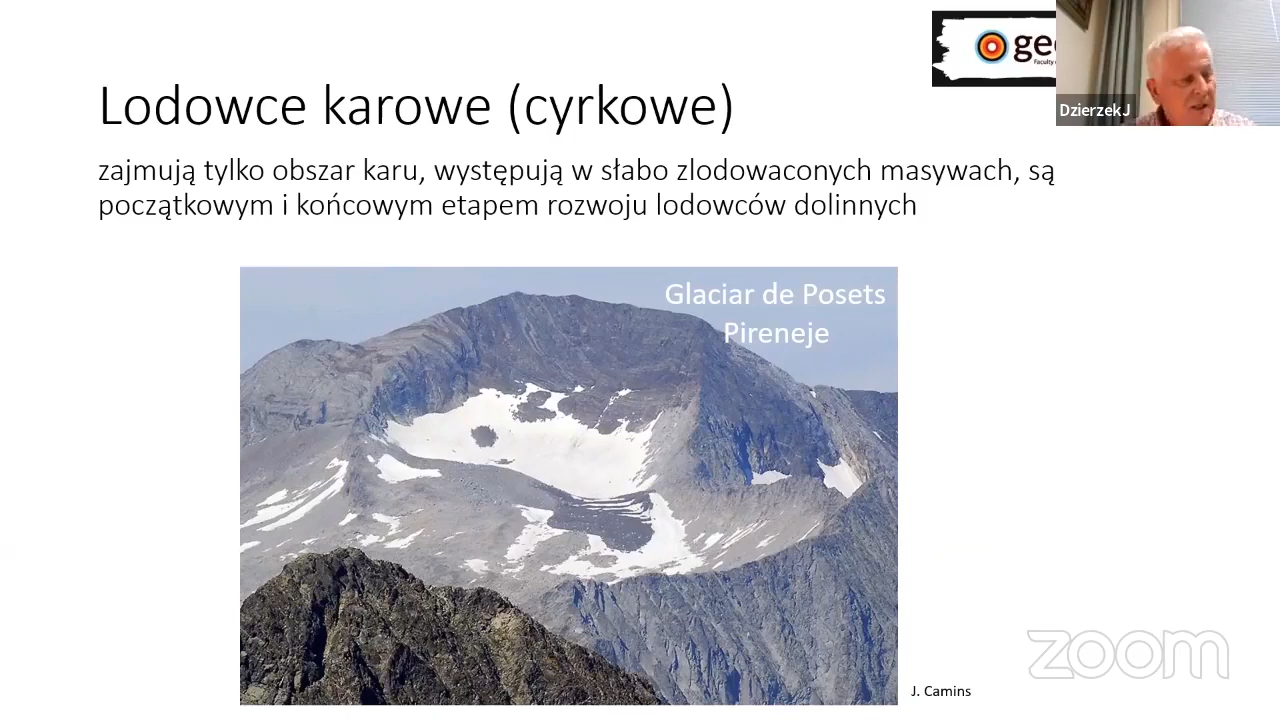 Lodowce karowe (cyrkowe)
zajmują tylko obszar karu, występują w słabo zlodowaconych masywach, są
początkowym i końcowym etapem rozwoju lodowców dolinnych
Faculty
DzierzekJ
Glaciar de Posets
Pireneje
J. Camins
zoom